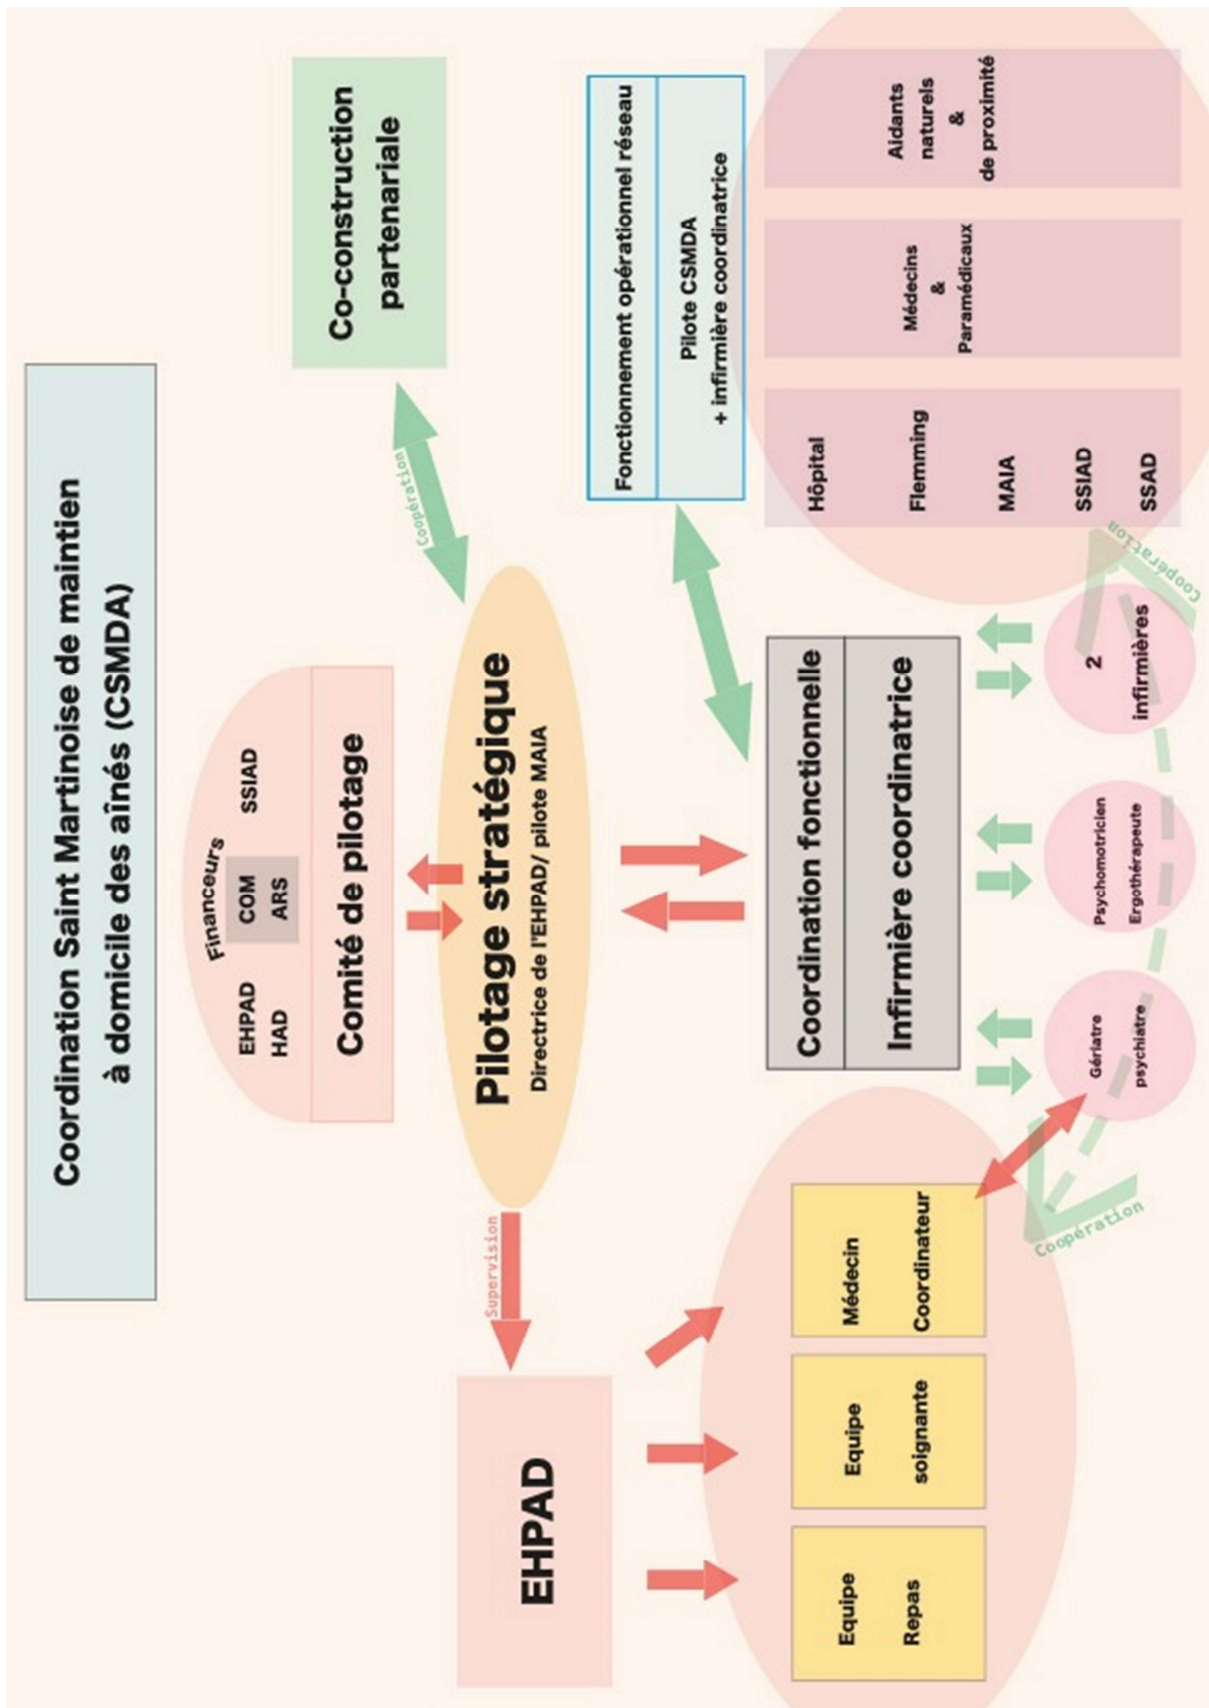 Coordination Saint Martinoise de maintien
à domicile des aînés (CSMDA)
Financeurs
EHPAD
HAD
COM
ARS
SSIAD
Comité de pilotage
Co-construction
partenariale
Coopération
Pilotage stratégique
Directrice de l'EHPAD/ pilote MAIA
Supervision
EHPAD
Fonctionnement opérationnel réseau
Pilote CSMDA
+ infirmière coordinatrice
Coordination fonctionnelle
Infirmière coordinatrice
Equipe
Repas
Equipe
soignante
Médecin
Coordinateur
Hôpital
Flemming
MAIA
SSIAD
SSAD
Médecins
&
Paramédicaux
Aidants
naturels
&
de proximité
Gériatre
psychiatre
Psychomotricien
Ergothérapeute
2
infirmières
Coopération
Coopération